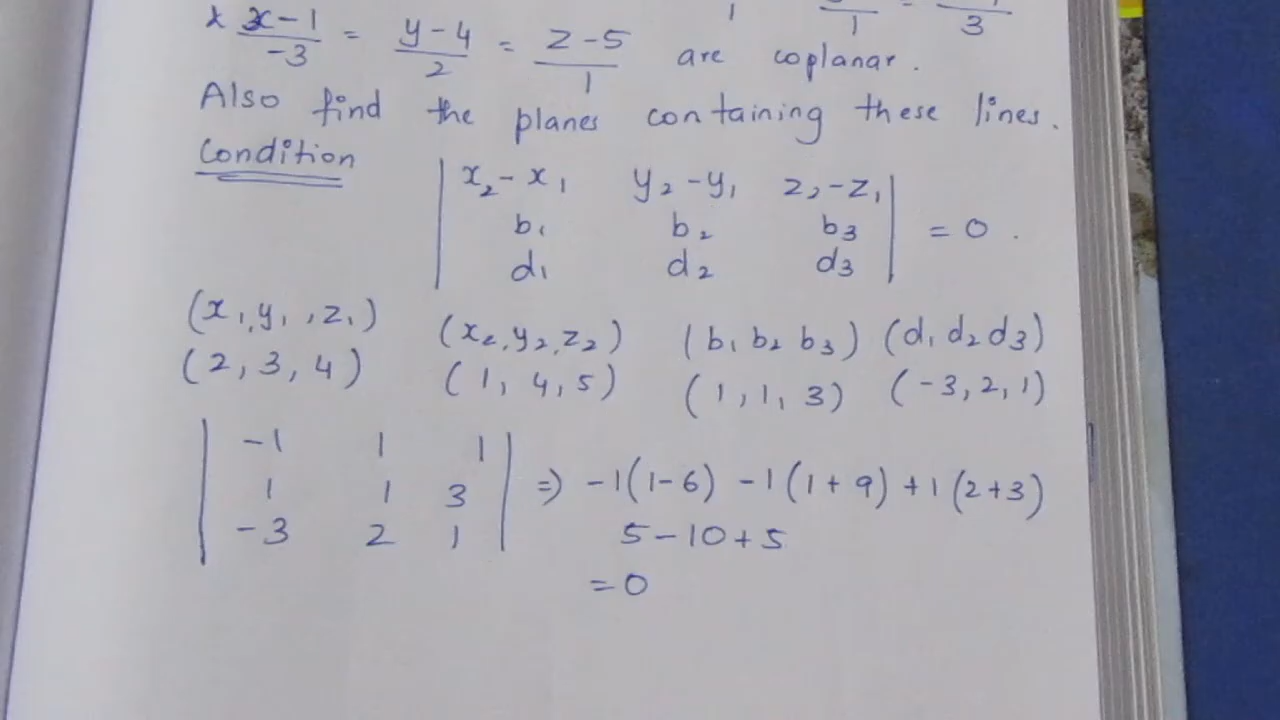 1 1 3
& x-1/-3 = y-4/2 = z-5/1 are coplanar.
Also find the planes containing these lines.
Condition
| x₂-x₁ y₂-y₁ z₂-z₁ |
| b₁ b₂ b₃ | = 0.
| d₁ d₂ d₃ |
(x₁,y₁,z₁) (x₂,y₂,z₂) (b₁ b₂ b₃) (d₁ d₂ d₃)
(2,3,4) (1,4,5) (1,1,3) (-3,2,1)
| -1 1 1 |
| 1 1 3 | ⇒ -1(1-6) -1(1+9) +1(2+3)
| -3 2 1 | 5-10+5
=0